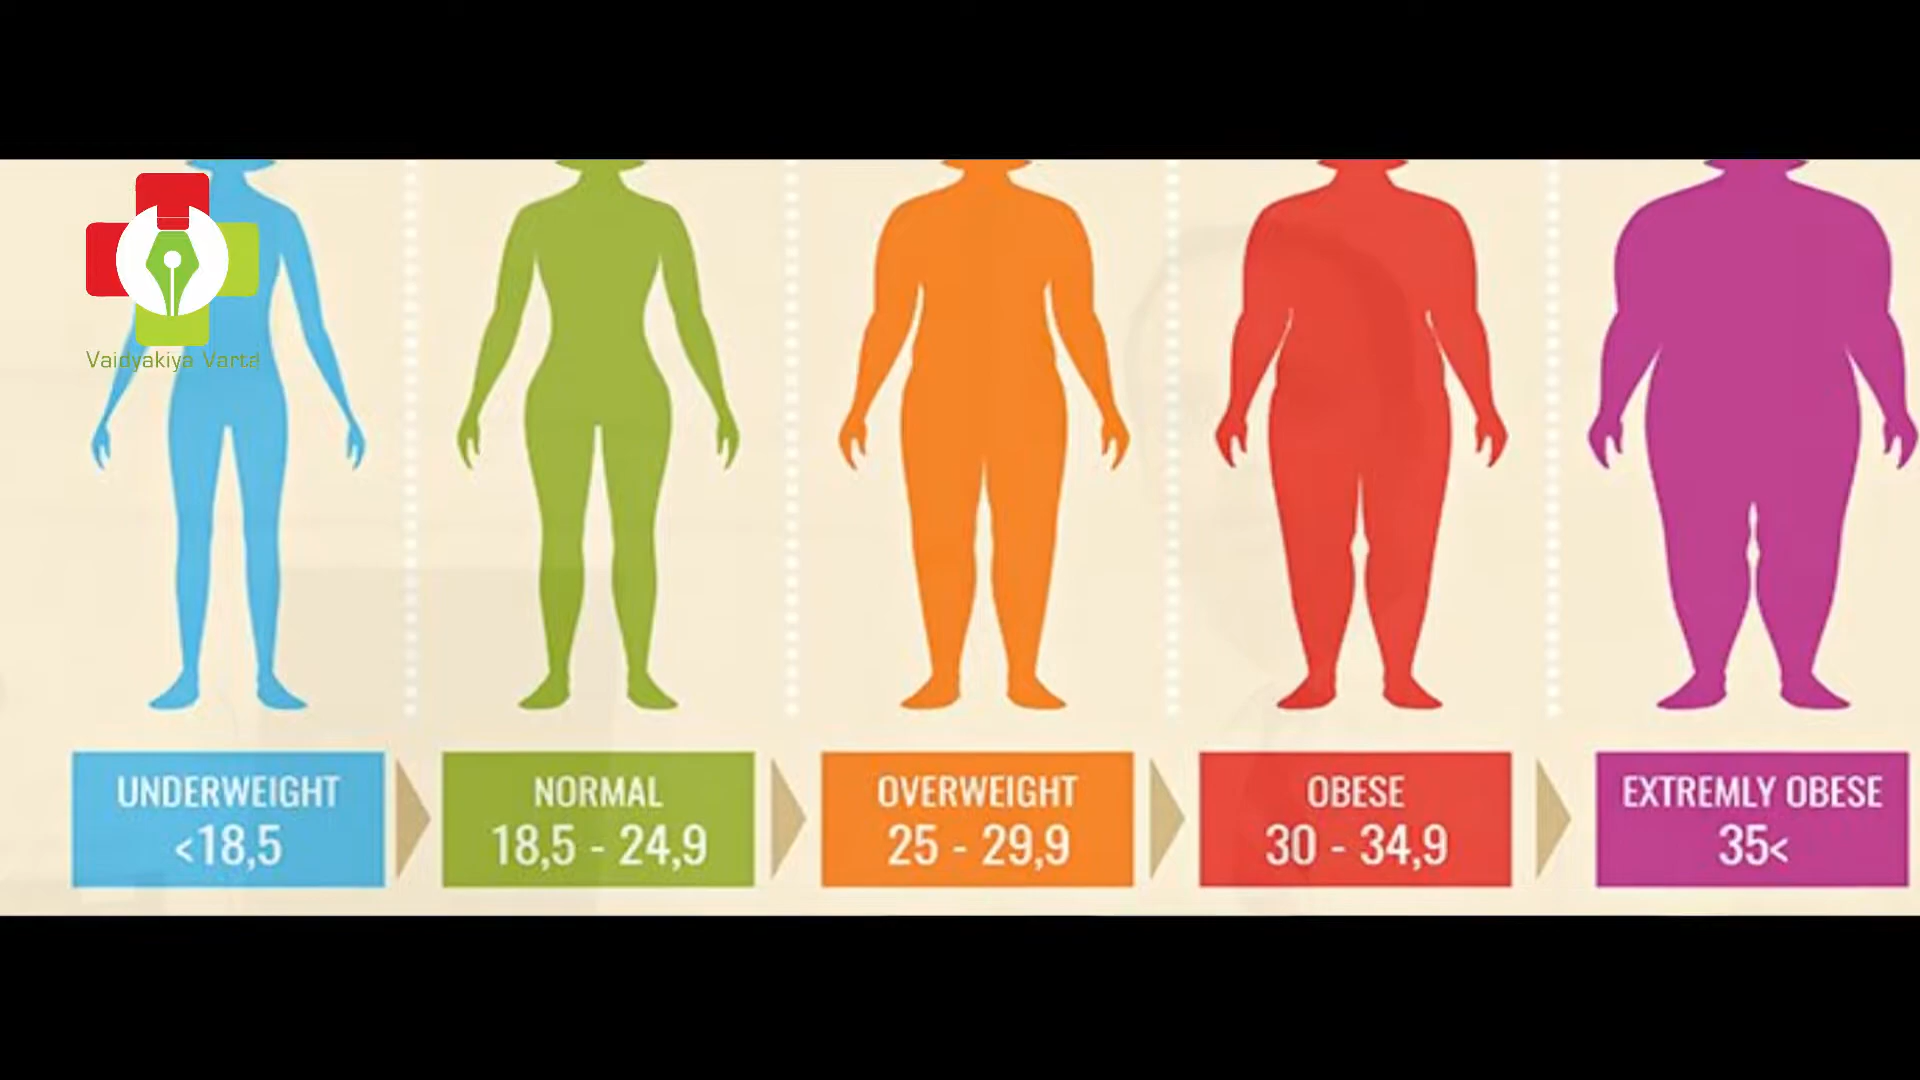 Vaidyakiya Varta
UNDERWEIGHT
<18,5
NORMAL
18,5 - 24,9
OVERWEIGHT
25 - 29,9
OBESE
30 - 34,9
EXTREMLY OBESE
35<